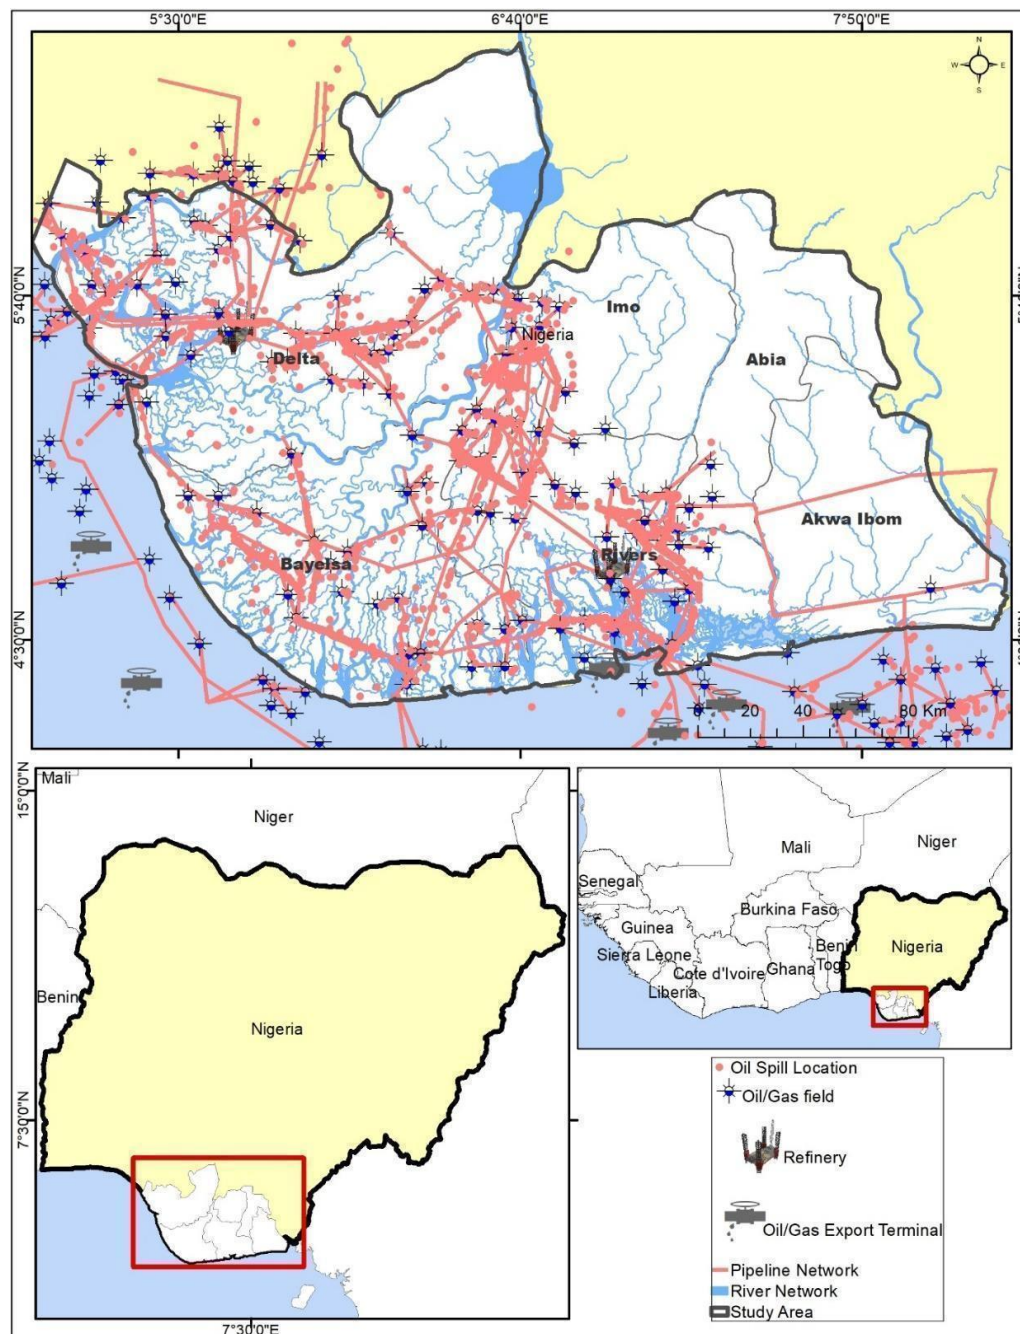 5°30'0"E
6°40'0"E
7°50'0"E
N
W
E
S
5°40'0"N
Imo
Nigeria
Delta
Abia
Akwa Ibom
Rivers
Bayelsa
4°30'0"N
20
40
80 Km
Mali
15°0'0"N
Niger
Benin
Nigeria
7°30'0"N
7°30'0"E
Mali
Niger
Senegal
Burkina Faso
Guinea
Benin
Nigeria
Sierra Leone
Togo
Cote d'Ivoire
Ghana
Liberia
Oil Spill Location
Oil/Gas field
Refinery
Oil/Gas Export Terminal
Pipeline Network
River Network
Study Area